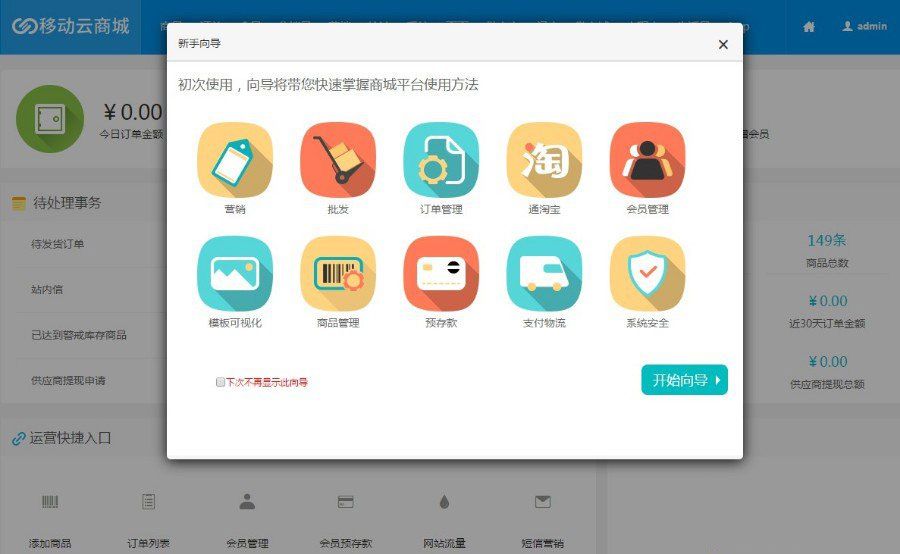 移动云商城
admin
新手向导
初次使用，向导将带您快速掌握商城平台使用方法
¥0.00
今日订单金额
淘
营销
批发
订单管理
通淘宝
会员管理
模板可视化
商品管理
预存款
支付物流
系统安全
下次不再显示此向导
开始向导
待处理事务
待发货订单
站内信
已达到警戒库存商品
供应商提现申请
149条
商品总数
¥0.00
近30天订单金额
¥0.00
供应商提现总额
运营快捷入口
添加商品
订单列表
会员管理
会员预存款
网站流量
短信营销